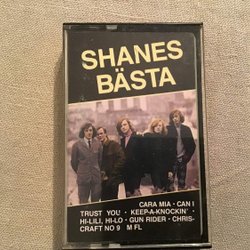 SHANES
BÄSTA
CARA MIA · CAN I
TRUST YOU · KEEP-A-KNOCKIN'
HI-LILI, HI-LO · GUN RIDER · CHRIS-
CRAFT NO 9 M FL